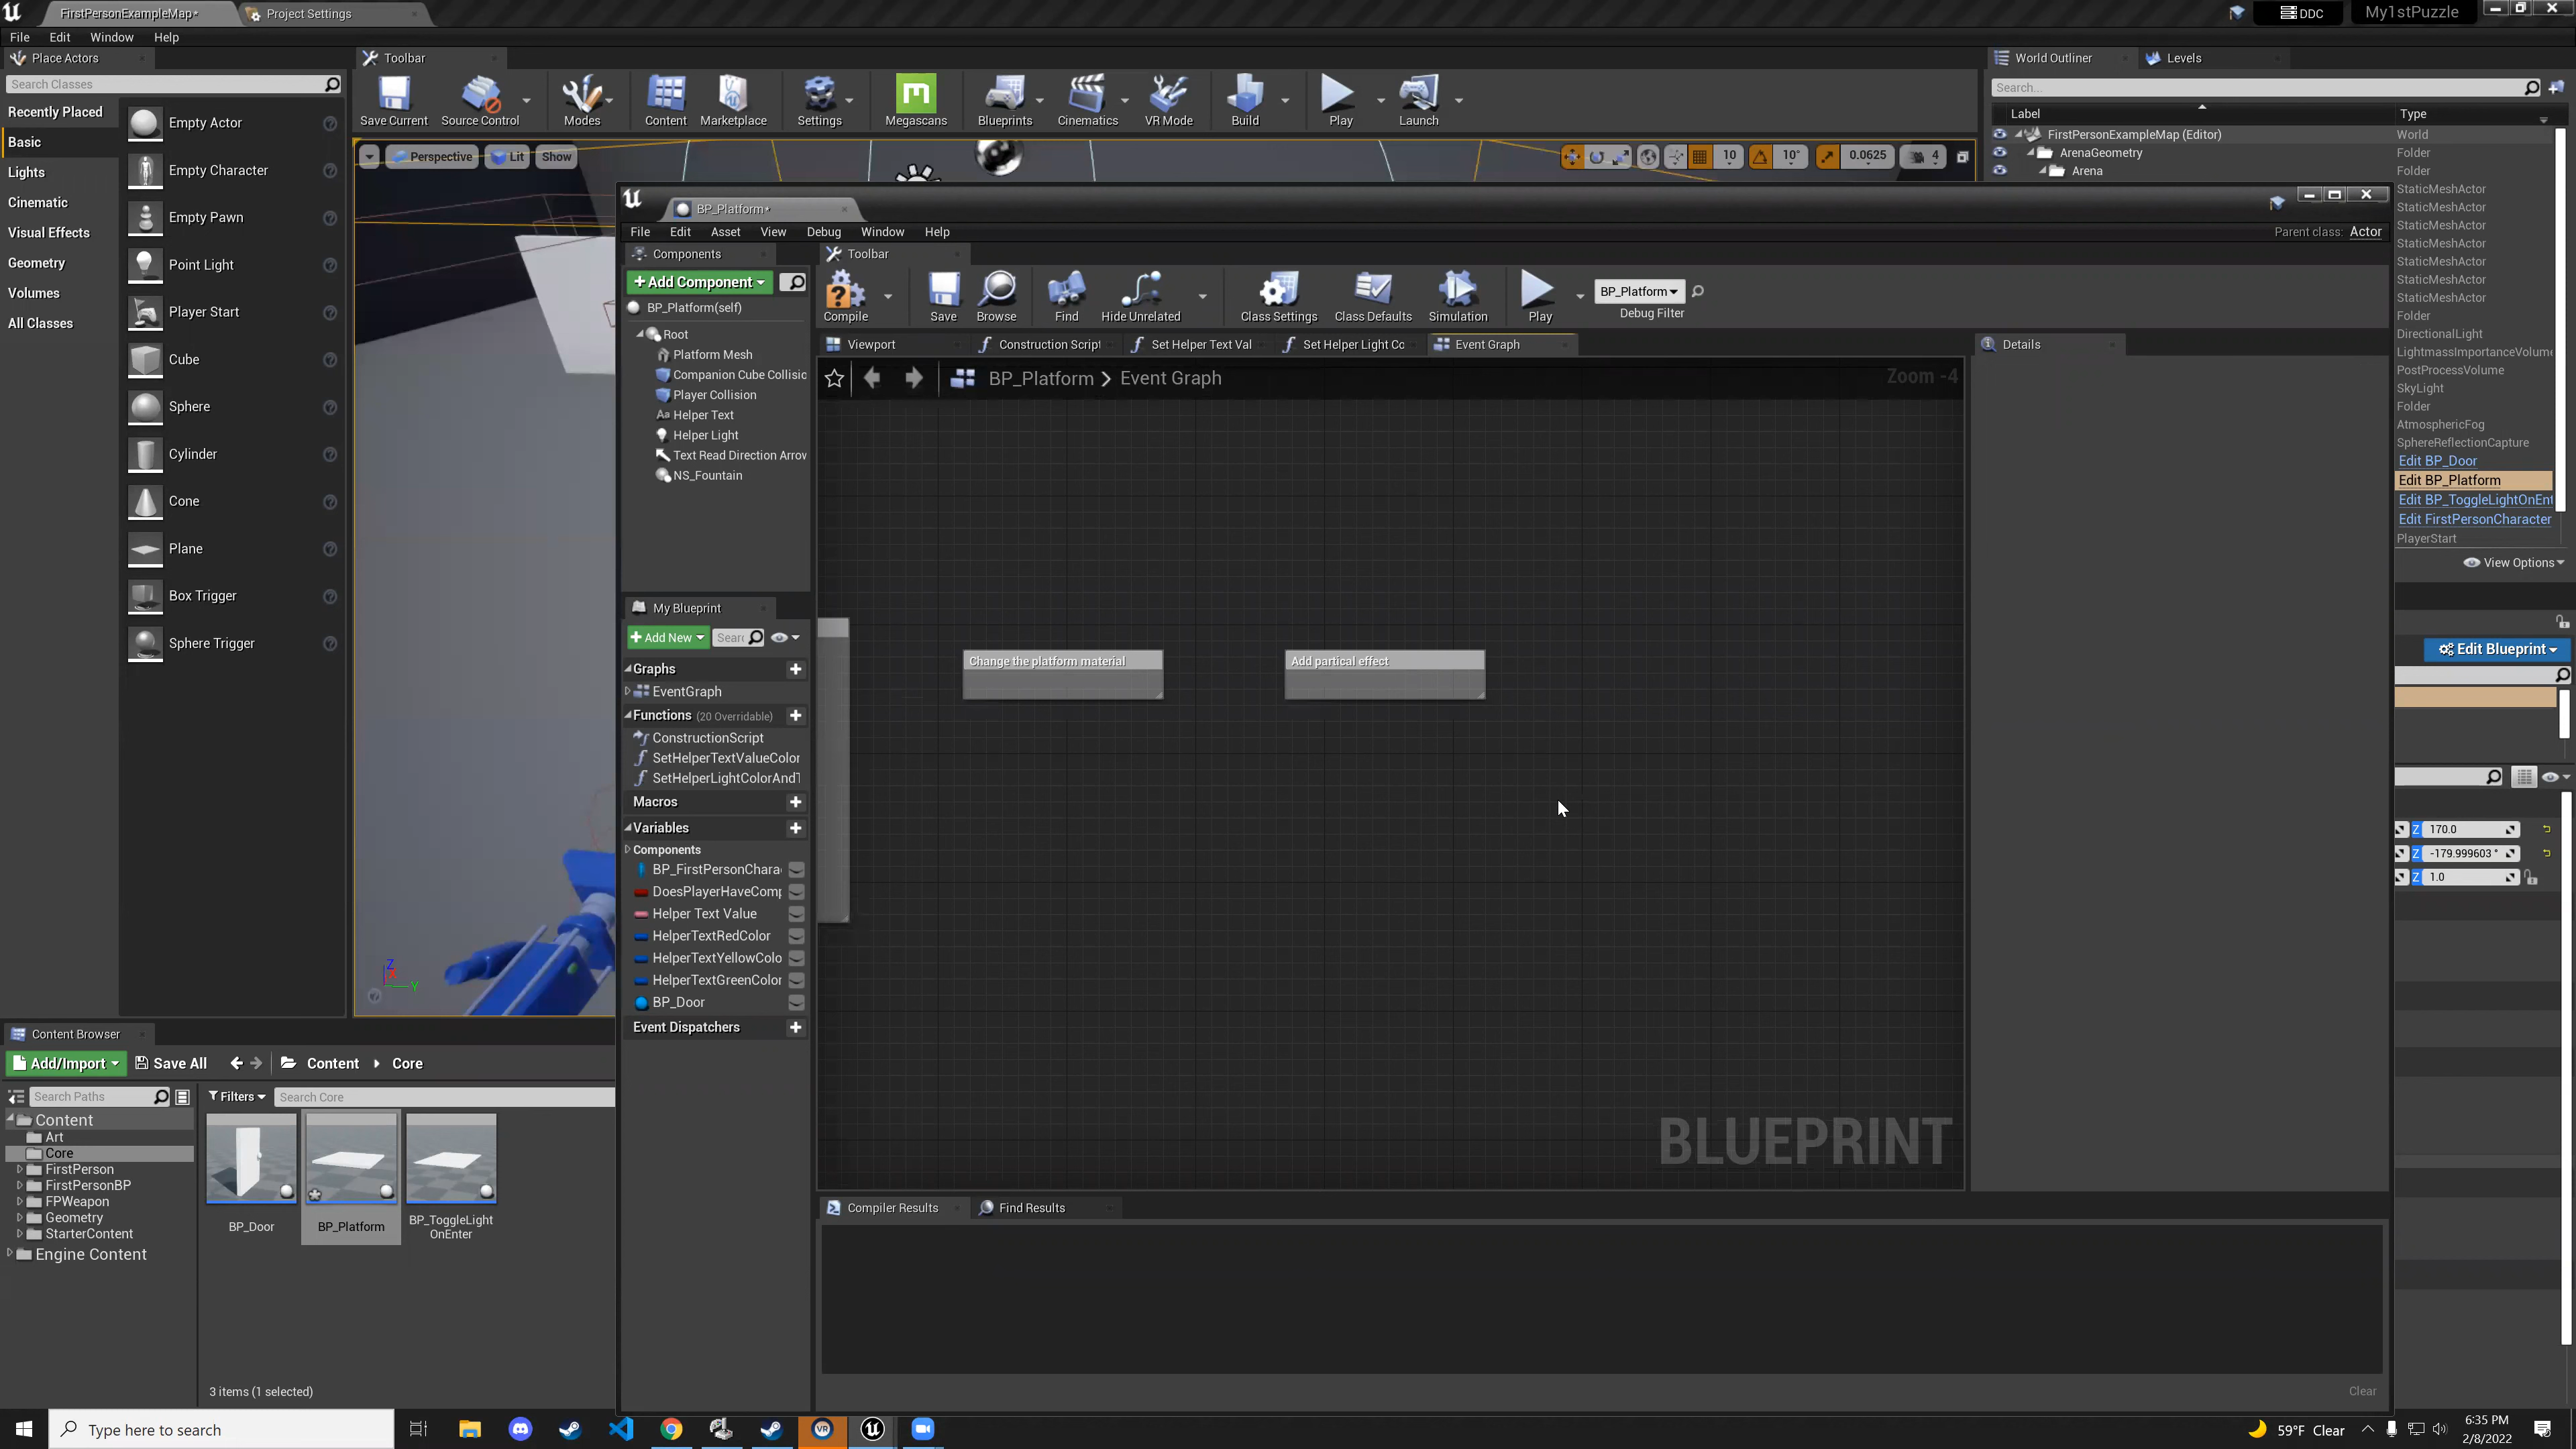 FirstPersonExampleMap*
Project Settings
DDC
My1stPuzzle
File Edit Window Help
Place Actors
Toolbar
World Outliner
Levels
Search Classes
Recently Placed
Basic
Lights
Cinematic
Visual Effects
Geometry
Volumes
All Classes
Empty Actor
Empty Character
Empty Pawn
Point Light
Player Start
Cube
Sphere
Cylinder
Cone
Plane
Box Trigger
Sphere Trigger
Save Current
Source Control
Modes
Content
Marketplace
Settings
Megascans
Blueprints
Cinematics
VR Mode
Build
Play
Launch
Perspective
Lit
Show
10
10°
0.0625
4
Search...
Label
Type
FirstPersonExampleMap (Editor) World
ArenaGeometry Folder
Arena Folder
StaticMeshActor
StaticMeshActor
StaticMeshActor
StaticMeshActor
StaticMeshActor
StaticMeshActor
StaticMeshActor
Folder
DirectionalLight
LightmassImportanceVolume
PostProcessVolume
SkyLight
Folder
AtmosphericFog
SphereReflectionCapture
Edit BP_Door
Edit BP_Platform
Edit BP_ToggleLightOnEnt
Edit FirstPersonCharacter
PlayerStart
View Options
Edit Blueprint
Z 170.0
Z -179.999603 °
Z 1.0
BP_Platform*
File Edit Asset View Debug Window Help
Parent class: Actor
Components
Toolbar
+Add Component
BP_Platform(self)
Root
Platform Mesh
Companion Cube Collisio
Player Collision
Helper Text
Helper Light
Text Read Direction Arrow
NS_Fountain
Compile
Save
Browse
Find
Hide Unrelated
Class Settings
Class Defaults
Simulation
Play
BP_Platform
Debug Filter
Viewport
Construction Script
Set Helper Text Val
Set Helper Light Co
Event Graph
Details
BP_Platform > Event Graph
Zoom -4
Change the platform material
Add partical effect
BLUEPRINT
My Blueprint
+Add New
Sear
Graphs
EventGraph
Functions (20 Overridable)
ConstructionScript
SetHelperTextValueColor
SetHelperLightColorAndT
Macros
Variables
Components
BP_FirstPersonChara
DoesPlayerHaveComp
Helper Text Value
HelperTextRedColor
HelperTextYellowColo
HelperTextGreenColor
BP_Door
Event Dispatchers
Compiler Results
Find Results
Clear
Content Browser
Add/Import
Save All
Content
Core
Search Paths
Filters
Search Core
Content
Art
Core
FirstPerson
FirstPersonBP
FPWeapon
Geometry
StarterContent
Engine Content
BP_Door
BP_Platform
BP_ToggleLight
OnEnter
3 items (1 selected)
Z
X
Y
Type here to search
VR
59°F Clear
6:35 PM
2/8/2022